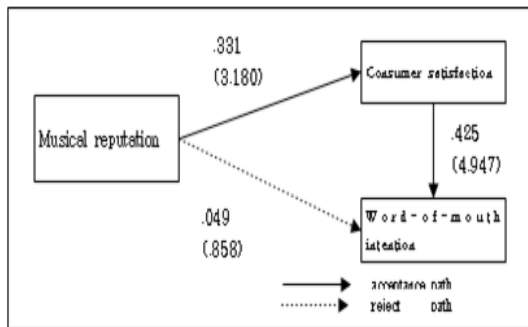 .331
(3.180)
Consumer satisfaction
Musical reputation
.425
(4.947)
.049
(.858)
Word-of-mouth
intention
acceptance path
reject path